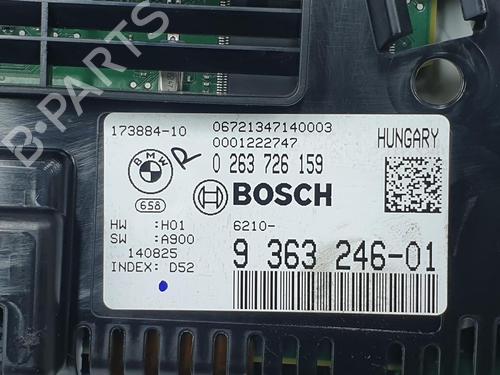 B-PARTS
173884-10
06721347140003
0001222747
HUNGARY
BMW
R
0 263 726 159
658
BOSCH
HW :H01
SW :A900
140825
INDEX: D52
6210-
9 363 246-01